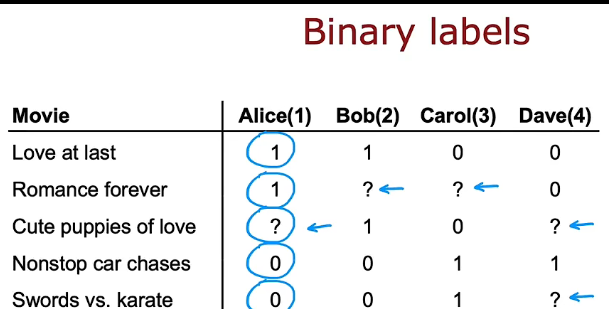 Binary labels
Movie Alice(1) Bob(2) Carol(3) Dave(4)
Love at last 1 1 0 0
Romance forever 1 ? ? 0
Cute puppies of love ? 1 0 ?
Nonstop car chases 0 0 1 1
Swords vs. karate 0 0 1 ?